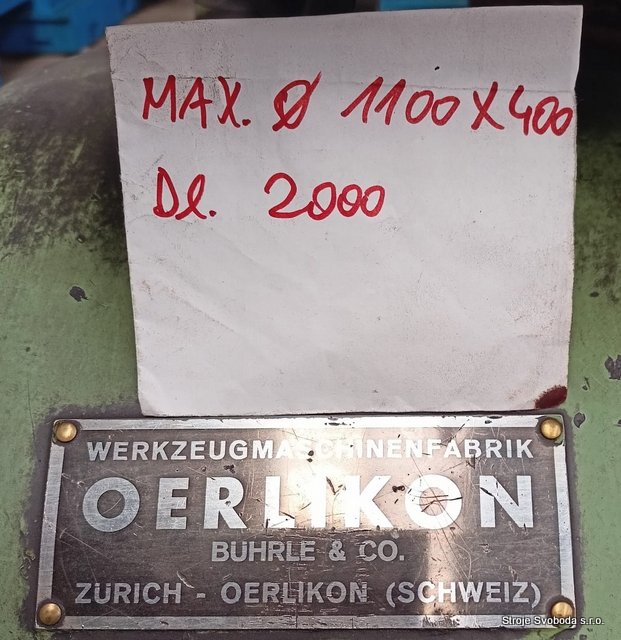 MAX. Ø 1100 X 400
Dl. 2000
WERKZEUGMASCHINENFABRIK
OERLIKON
BÜHRLE & CO.
ZÜRICH - OERLIKON (SCHWEIZ)
Stroje Svoboda s.r.o.